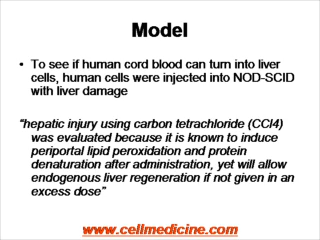 Model
• To see if human cord blood can turn into liver
cells, human cells were injected into NOD-SCID
with liver damage
"hepatic injury using carbon tetrachloride (CCl4)
was evaluated because it is known to induce
periportal lipid peroxidation and protein
denaturation after administration, yet will allow
endogenous liver regeneration if not given in an
excess dose"
www.cellmedicine.com